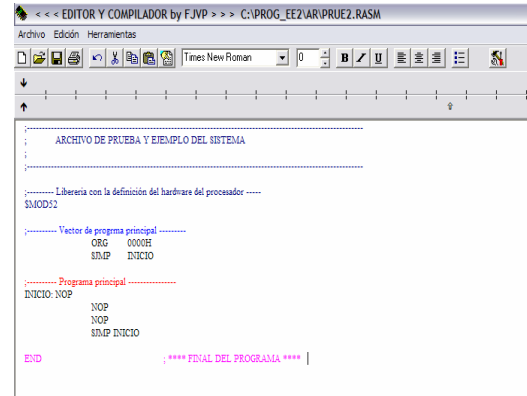 < < < EDITOR Y COMPILADOR by FJVP > > > C:\PROG_EE2\AR\PRUE2.RASM
Archivo Edición Herramientas
Times New Roman 0 B I U
;--------------------------------------------------------------------------------
; ARCHIVO DE PRUEBA Y EJEMPLO DEL SISTEMA
;
;--------------------------------------------------------------------------------
;--------- Libereria con la definición del hardware del procesador -----
$MOD52
;---------- Vector de progrma principal ---------
ORG 0000H
SJMP INICIO
;---------- Programa principal ----------------
INICIO: NOP
NOP
NOP
SJMP INICIO
END ; **** FINAL DEL PROGRAMA ****